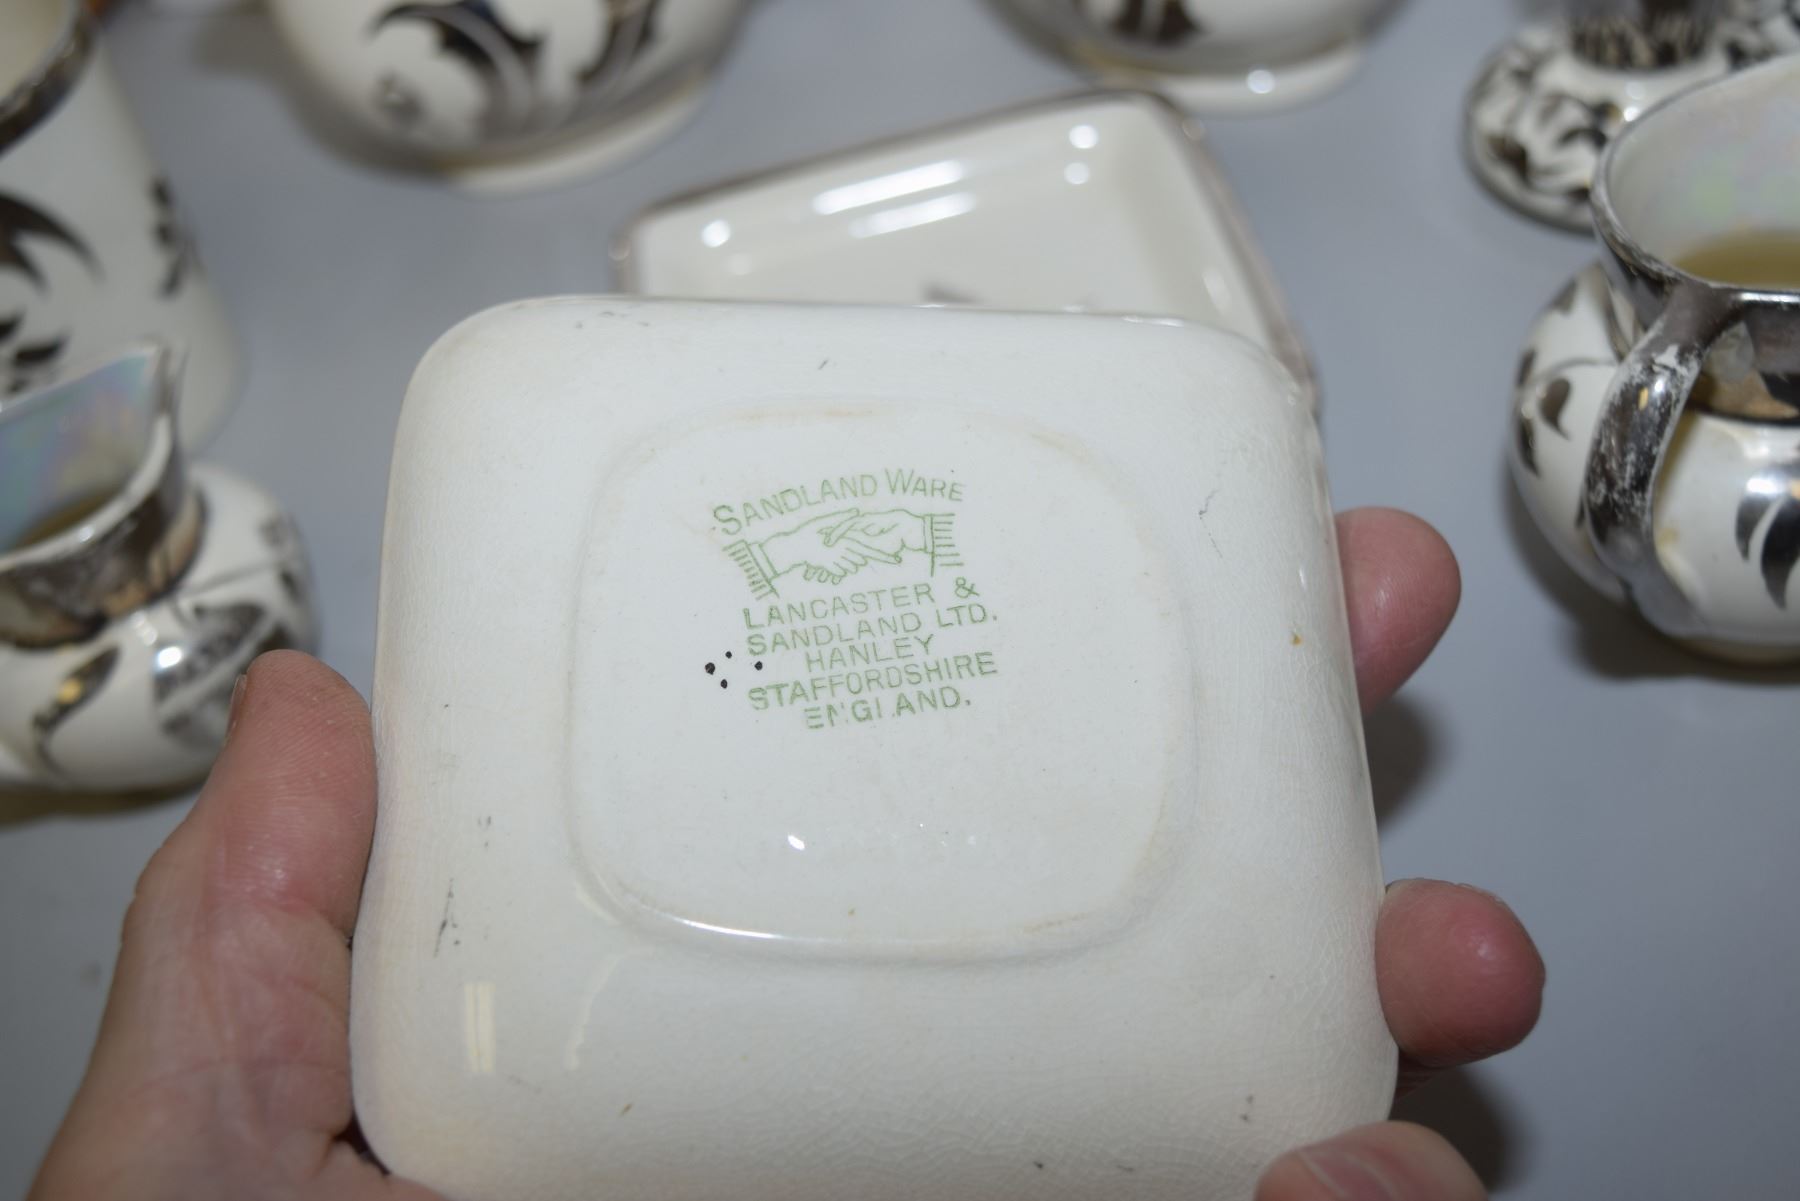 SANDLAND WARE
LANCASTER &
SANDLAND LTD.
HANLEY
STAFFORDSHIRE
ENGLAND.